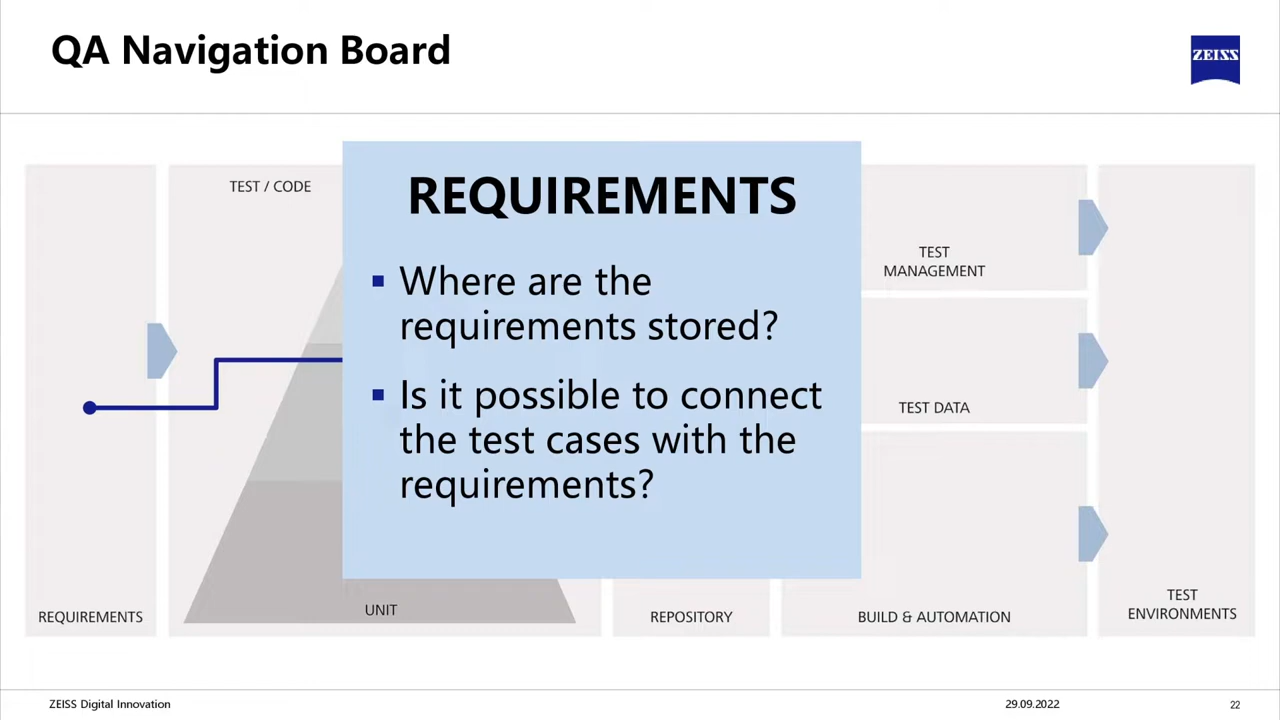 QA Navigation Board
ZEISS
TEST / CODE
REQUIREMENTS
▪ Where are the
requirements stored?
▪ Is it possible to connect
the test cases with the
requirements?
TEST
MANAGEMENT
TEST DATA
REQUIREMENTS
UNIT
REPOSITORY
BUILD & AUTOMATION
TEST
ENVIRONMENTS
ZEISS Digital Innovation
29.09.2022
22